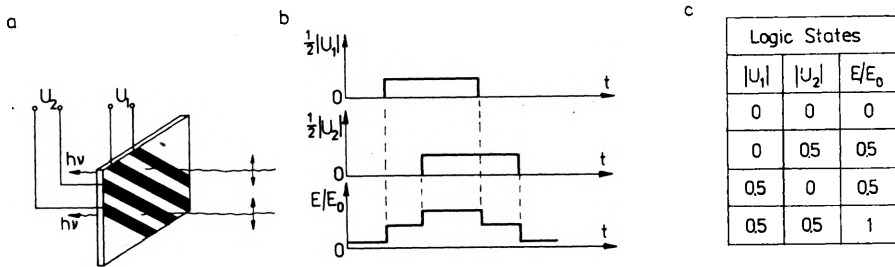 a
U₂ U₁
hν
hν
b
½|U₁|
0
t
½|U₂|
0
t
E/E₀
0
t
c
Logic States
|U₁| |U₂| E/E₀
0 0 0
0 0.5 0.5
0.5 0 0.5
0.5 0.5 1